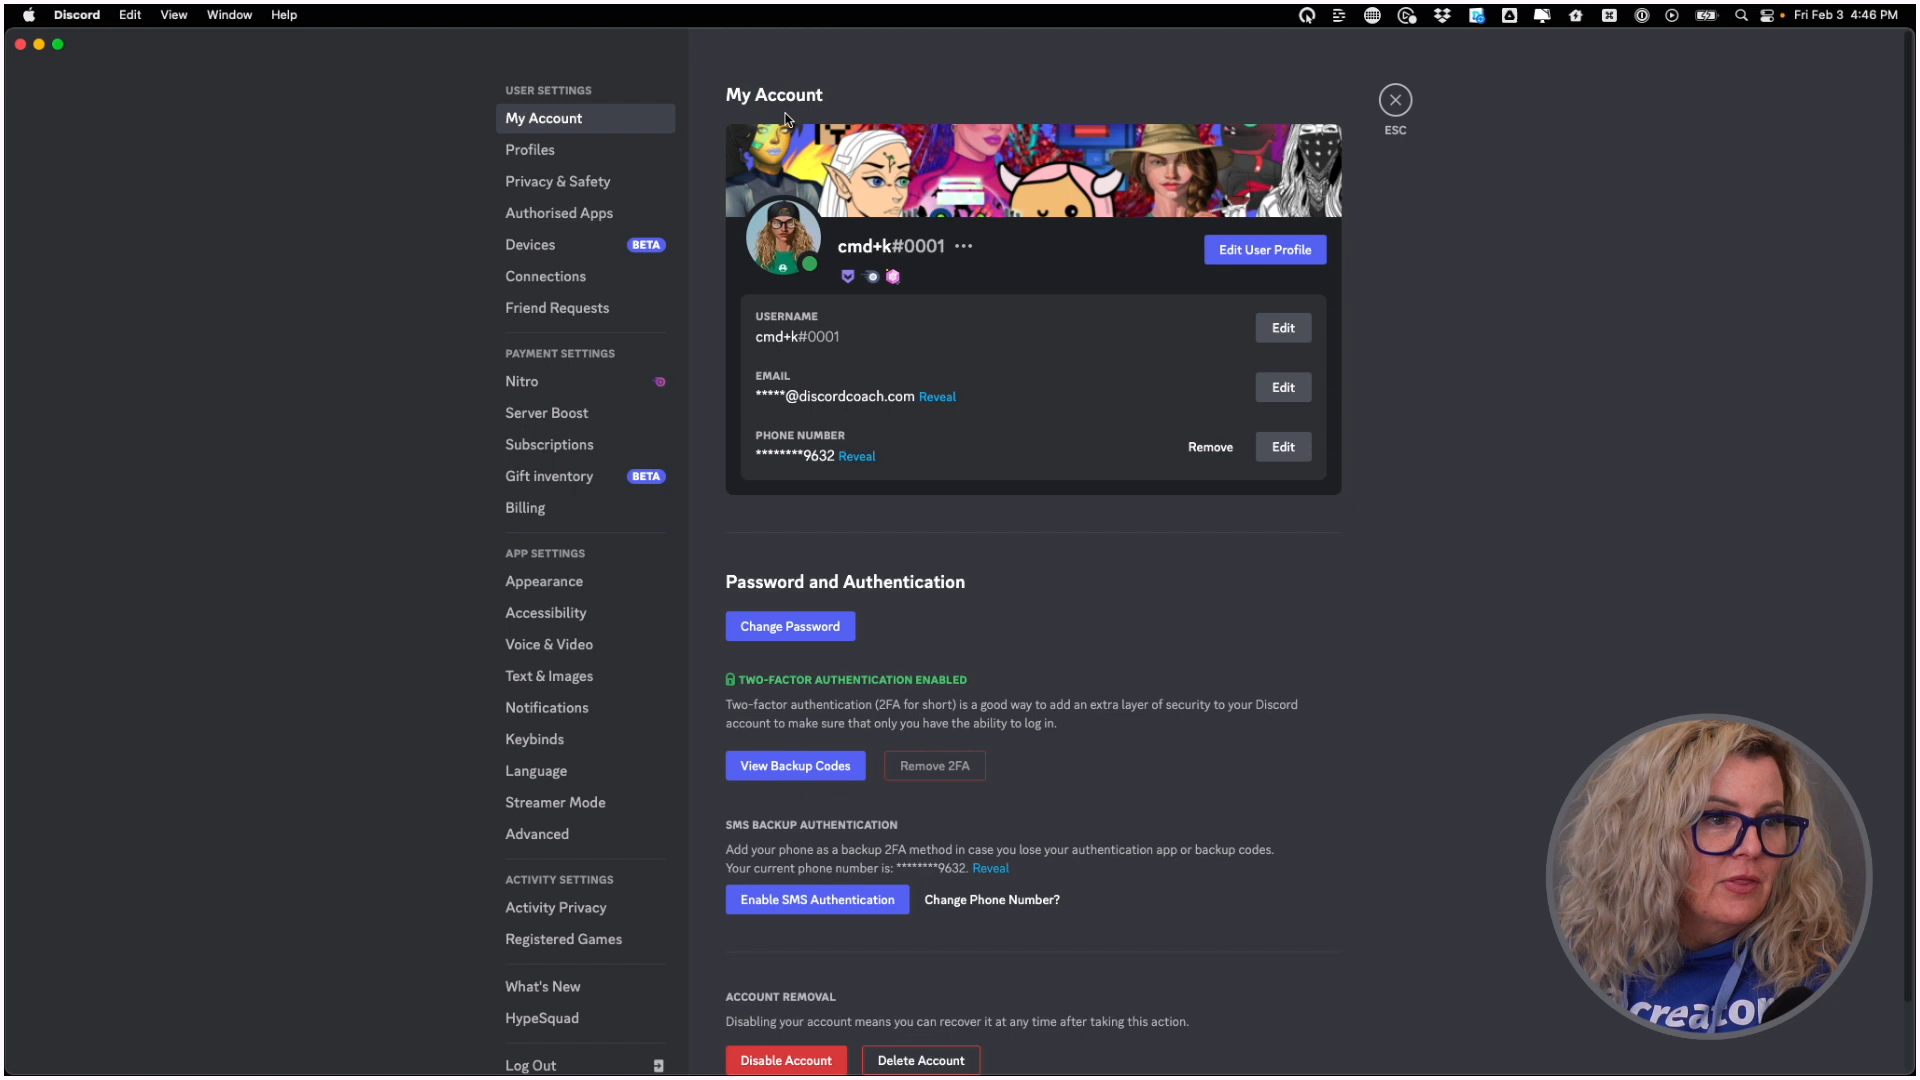 Discord Edit View Window Help
Fri Feb 3 4:46 PM
USER SETTINGS
My Account
Profiles
Privacy & Safety
Authorised Apps
Devices BETA
Connections
Friend Requests
PAYMENT SETTINGS
Nitro
Server Boost
Subscriptions
Gift inventory BETA
Billing
APP SETTINGS
Appearance
Accessibility
Voice & Video
Text & Images
Notifications
Keybinds
Language
Streamer Mode
Advanced
ACTIVITY SETTINGS
Activity Privacy
Registered Games
What's New
HypeSquad
Log Out
My Account
ESC
cmd+k#0001
Edit User Profile
USERNAME
cmd+k#0001
Edit
EMAIL
*****@discordcoach.com Reveal
Edit
PHONE NUMBER
********9632 Reveal
Remove
Edit
Password and Authentication
Change Password
TWO-FACTOR AUTHENTICATION ENABLED
Two-factor authentication (2FA for short) is a good way to add an extra layer of security to your Discord
account to make sure that only you have the ability to log in.
View Backup Codes
Remove 2FA
SMS BACKUP AUTHENTICATION
Add your phone as a backup 2FA method in case you lose your authentication app or backup codes.
Your current phone number is: ********9632. Reveal
Enable SMS Authentication
Change Phone Number?
ACCOUNT REMOVAL
Disabling your account means you can recover it at any time after taking this action.
Disable Account
Delete Account
creator